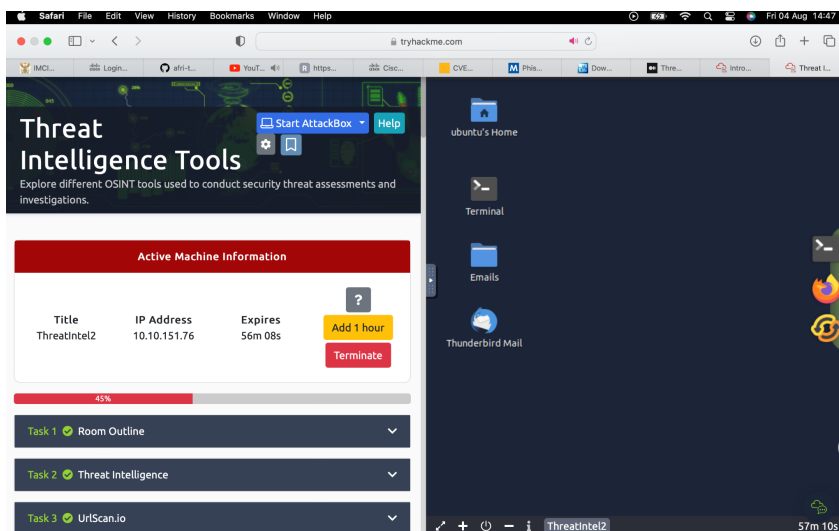 Safari File Edit View History Bookmarks Window Help Fri 04 Aug 14:47
tryhackme.com
IMCI... Login... afri-t... YouT... https... Cisc... CVE... Phis... Dow... Thre... Intro... Threat I...
Threat
Intelligence Tools
Start AttackBox Help
Explore different OSINT tools used to conduct security threat assessments and
investigations.
Active Machine Information
Title IP Address Expires
ThreatIntel2 10.10.151.76 56m 08s
?
Add 1 hour
Terminate
45%
Task 1 Room Outline
Task 2 Threat Intelligence
Task 3 UrlScan.io
ubuntu's Home
Terminal
Emails
Thunderbird Mail
ThreatIntel2 57m 10s